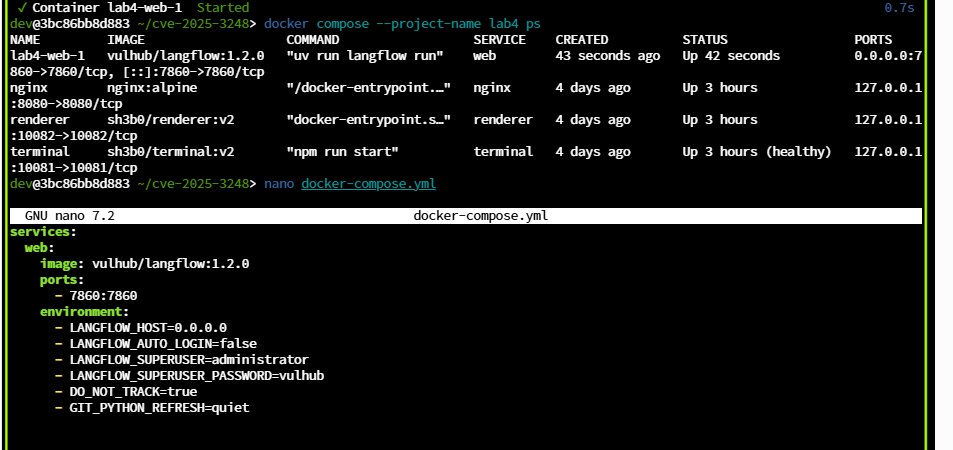 ✓ Container lab4-web-1  Started                                                                                     0.7s
dev@3bc86bb8d883 ~/cve-2025-3248> docker compose --project-name lab4 ps
NAME         IMAGE                   COMMAND                  SERVICE    CREATED          STATUS                 PORTS
lab4-web-1   vulhub/langflow:1.2.0   "uv run langflow run"    web        43 seconds ago   Up 42 seconds          0.0.0.0:7
860->7860/tcp, [::]:7860->7860/tcp
nginx        nginx:alpine            "/docker-entrypoint.…"   nginx      4 days ago       Up 3 hours             127.0.0.1
:8080->8080/tcp
renderer     sh3b0/renderer:v2       "docker-entrypoint.s…"   renderer   4 days ago       Up 3 hours             127.0.0.1
:10082->10082/tcp
terminal     sh3b0/terminal:v2       "npm run start"          terminal   4 days ago       Up 3 hours (healthy)   127.0.0.1
:10081->10081/tcp
dev@3bc86bb8d883 ~/cve-2025-3248> nano docker-compose.yml
GNU nano 7.2                                        docker-compose.yml
services:
  web:
    image: vulhub/langflow:1.2.0
    ports:
      - 7860:7860
    environment:
      - LANGFLOW_HOST=0.0.0.0
      - LANGFLOW_AUTO_LOGIN=false
      - LANGFLOW_SUPERUSER=administrator
      - LANGFLOW_SUPERUSER_PASSWORD=vulhub
      - DO_NOT_TRACK=true
      - GIT_PYTHON_REFRESH=quiet